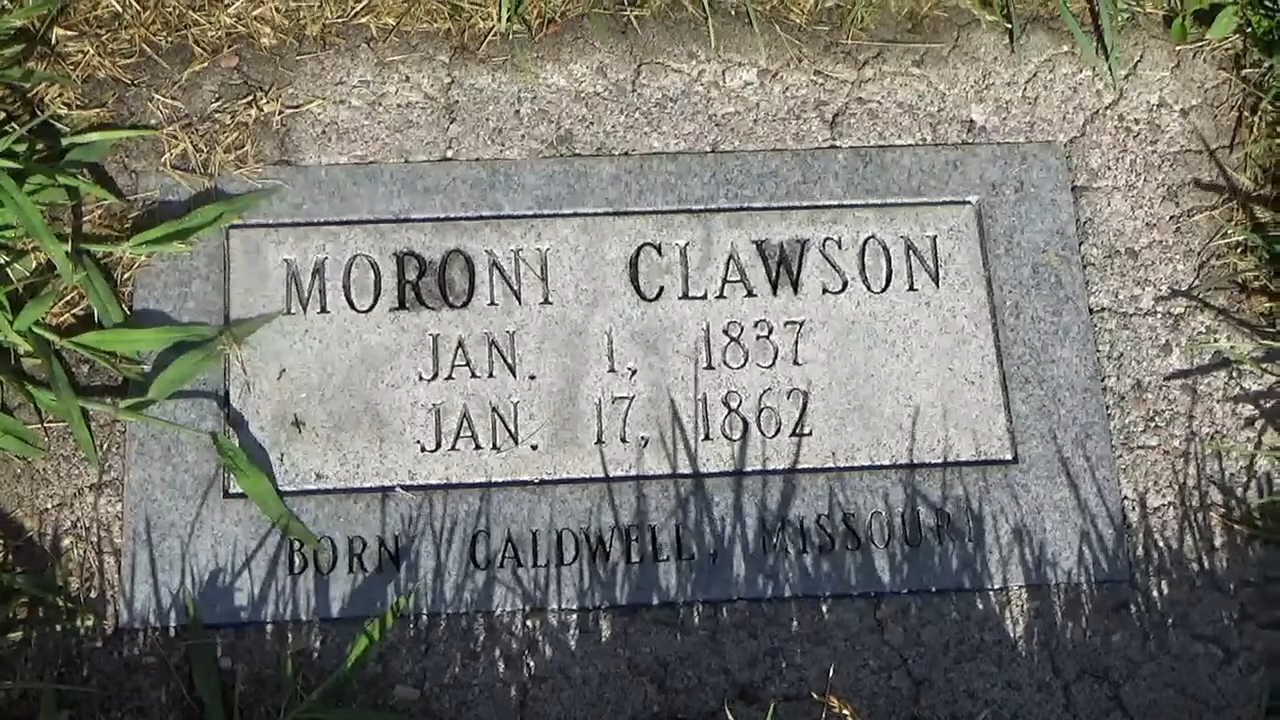 MORONI CLAWSON
JAN. 1, 1837
JAN. 17, 1862
BORN CALDWELL, MISSOURI